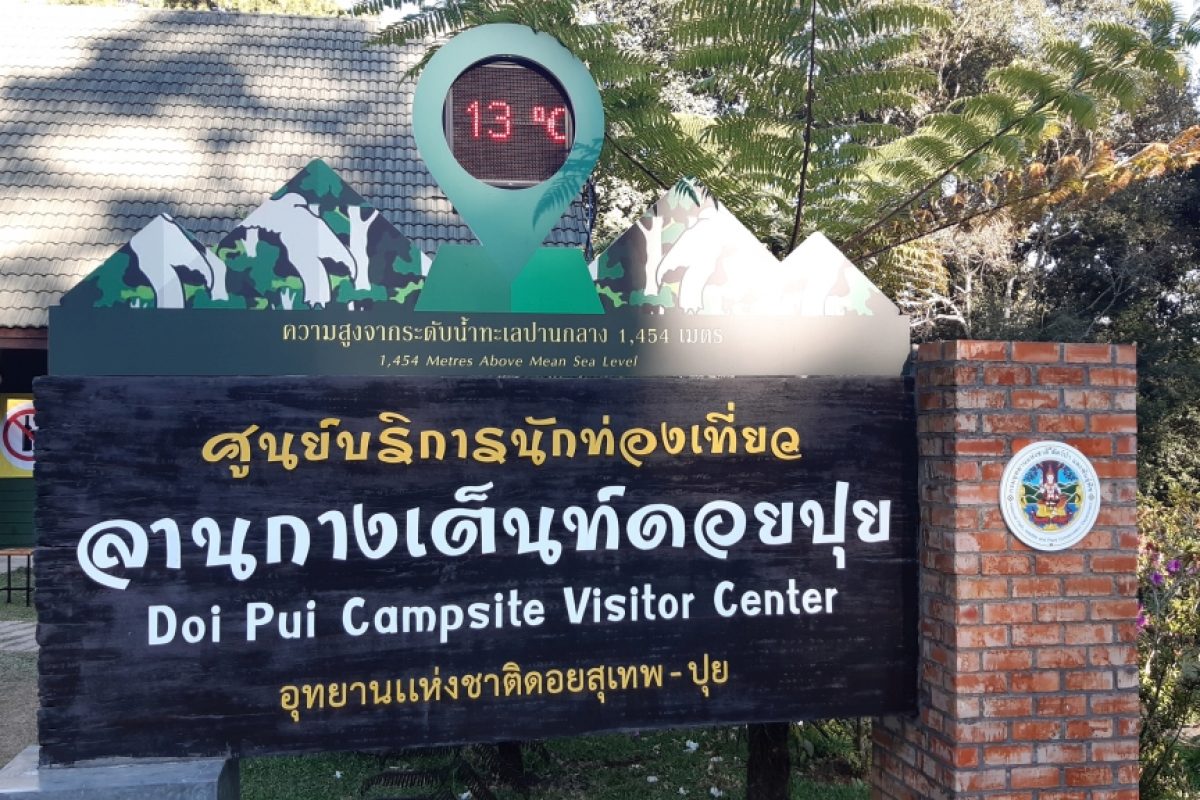 13 °C
ความสูงจากระดับน้ำทะเลปานกลาง 1,454 เมตร
1,454 Metres Above Mean Sea Level
ศูนย์บริการนักท่องเที่ยว
ลานกางเต็นท์ดอยปุย
Doi Pui Campsite Visitor Center
อุทยานแห่งชาติดอยสุเทพ - ปุย